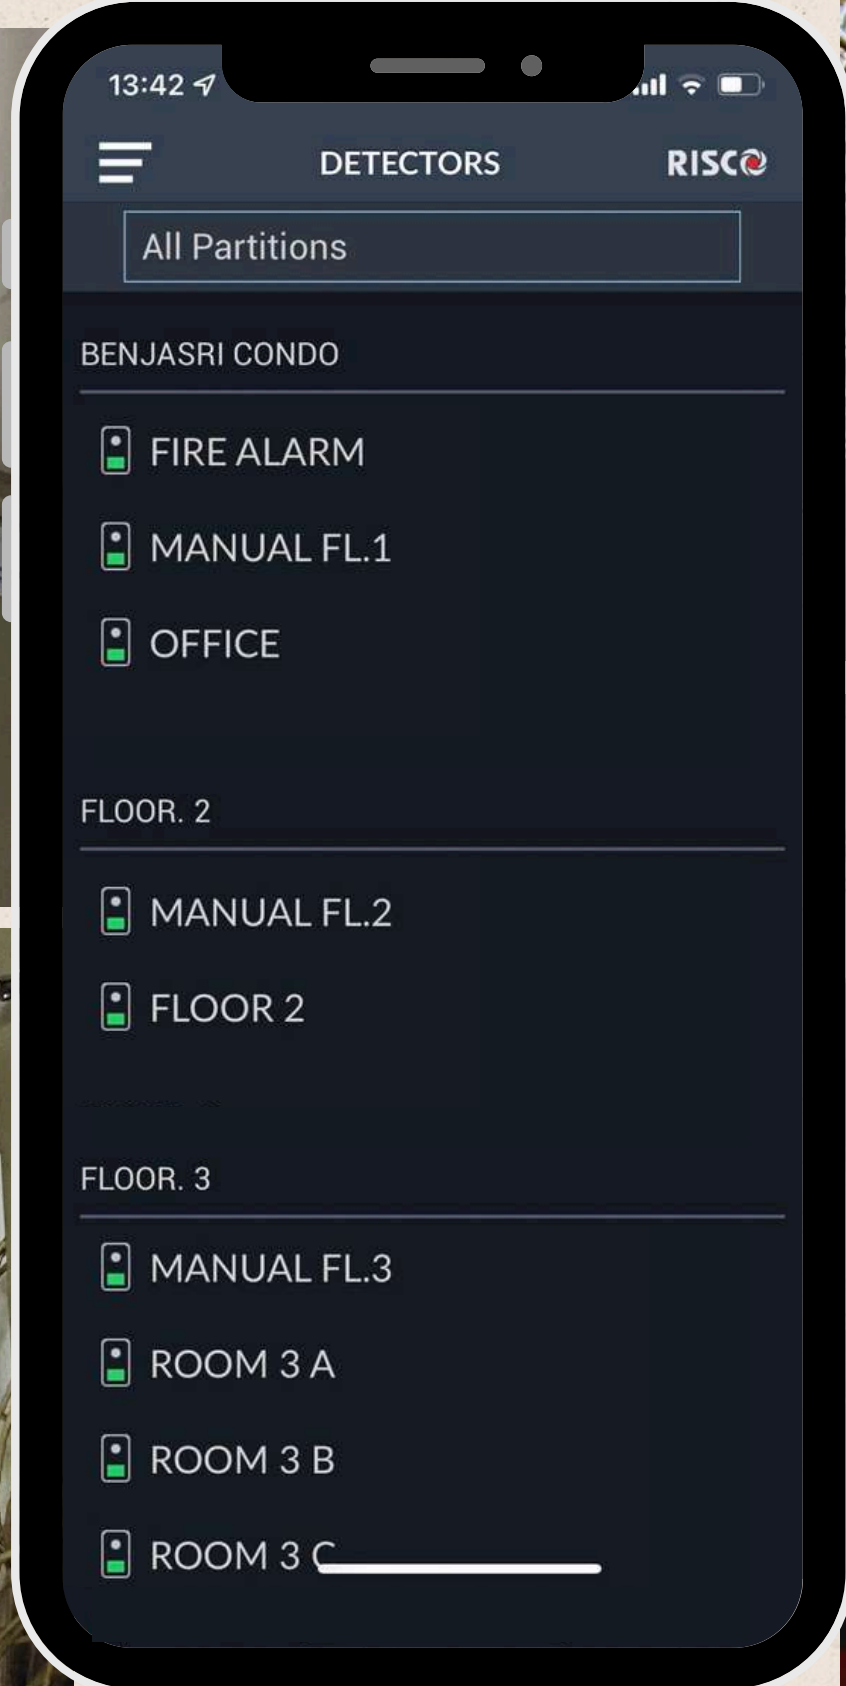 13:42
DETECTORS
RISCO
All Partitions
BENJASRI CONDO
FIRE ALARM
MANUAL FL.1
OFFICE
FLOOR. 2
MANUAL FL.2
FLOOR 2
FLOOR. 3
MANUAL FL.3
ROOM 3 A
ROOM 3 B
ROOM 3 C